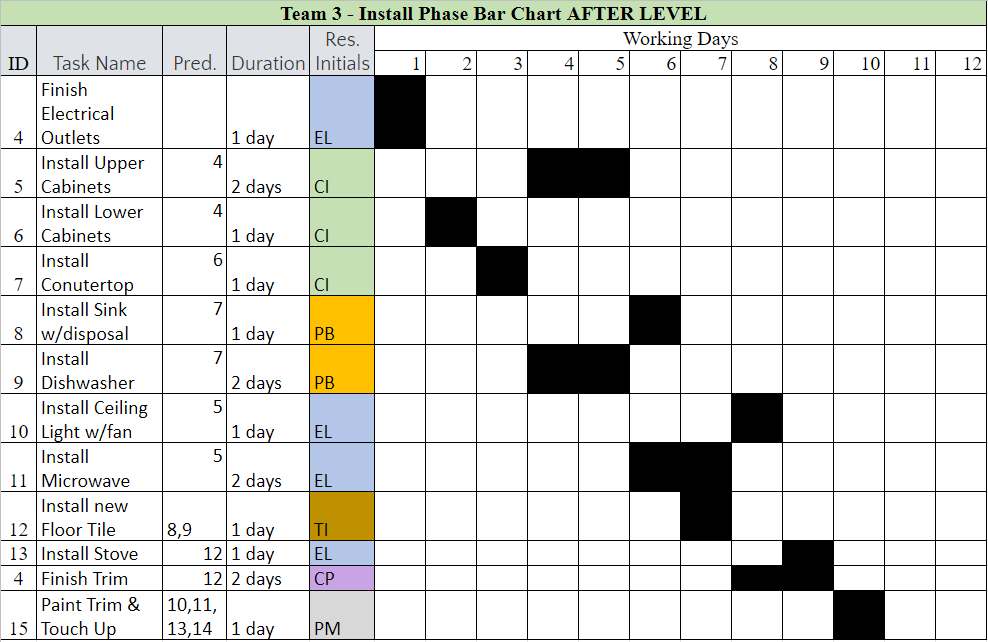 Team 3 - Install Phase Bar Chart AFTER LEVEL
Res. Working Days
ID Task Name Pred. Duration Initials 1 2 3 4 5 6 7 8 9 10 11 12
Finish
Electrical
4 Outlets 1 day EL
Install Upper 4
5 Cabinets 2 days CI
Install Lower 4
6 Cabinets 1 day CI
Install 6
7 Conutertop 1 day CI
Install Sink 7
8 w/disposal 1 day PB
Install 7
9 Dishwasher 2 days PB
Install Ceiling 5
10 Light w/fan 1 day EL
Install 5
11 Microwave 2 days EL
Install new
12 Floor Tile 8,9 1 day TI
13 Install Stove 12 1 day EL
4 Finish Trim 12 2 days CP
Paint Trim & 10,11,
15 Touch Up 13,14 1 day PM